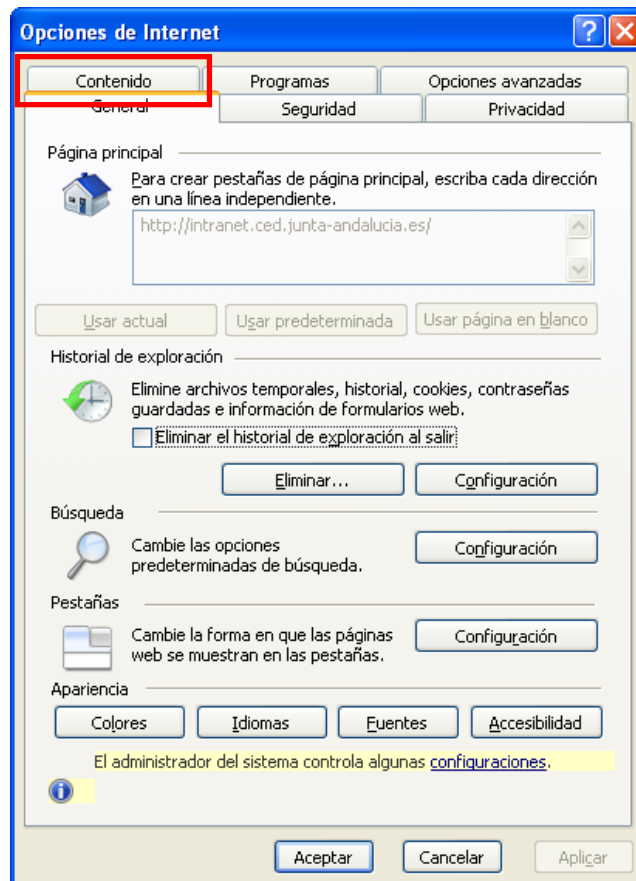 Opciones de Internet
Contenido Programas Opciones avanzadas
General Seguridad Privacidad
Página principal
Para crear pestañas de página principal, escriba cada dirección
en una línea independiente.
http://intranet.ced.junta-andalucia.es/
Usar actual Usar predeterminada Usar página en blanco
Historial de exploración
Elimine archivos temporales, historial, cookies, contraseñas
guardadas e información de formularios web.
Eliminar el historial de exploración al salir
Eliminar... Configuración
Búsqueda
Cambie las opciones
predeterminadas de búsqueda.
Configuración
Pestañas
Cambie la forma en que las páginas
web se muestran en las pestañas.
Configuración
Apariencia
Colores Idiomas Fuentes Accesibilidad
El administrador del sistema controla algunas configuraciones.
Aceptar Cancelar Aplicar